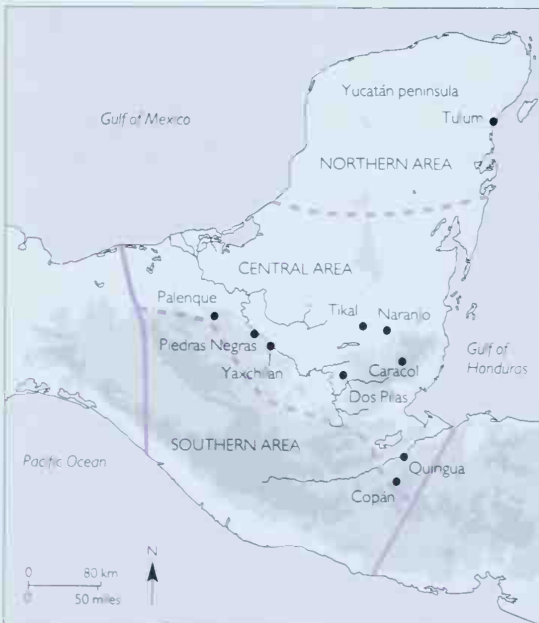 Yucatán peninsula
Gulf of Mexico
Tulum
NORTHERN AREA
CENTRAL AREA
Palenque
Tikal
Naranjo
Piedras Negras
Yaxchilan
Caracol
Gulf of
Honduras
Dos Pilas
SOUTHERN AREA
Pacific Ocean
Quingua
Copán
N
0
80 km
0
50 miles